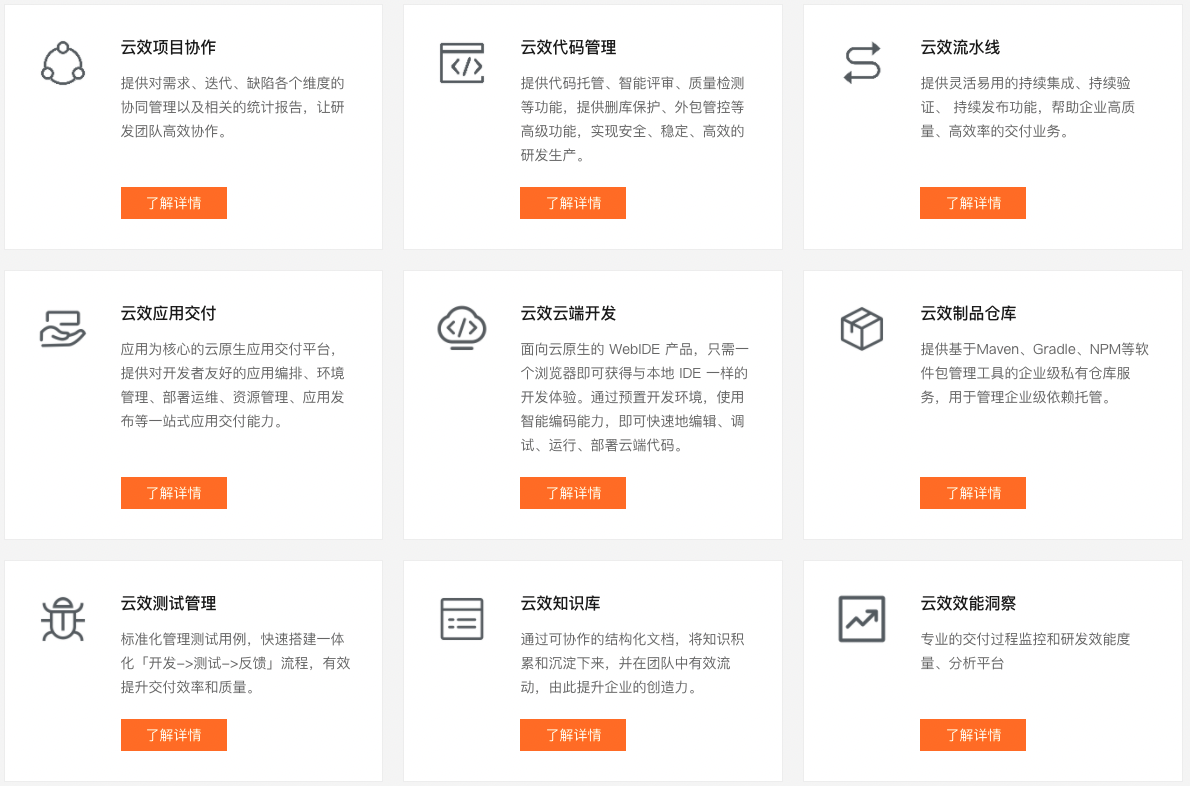 云效项目协作
提供对需求、迭代、缺陷各个维度的
协同管理以及相关的统计报告，让研
发团队高效协作。
了解详情
云效代码管理
提供代码托管、智能评审、质量检测
等功能，提供删库保护、外包管控等
高级功能，实现安全、稳定、高效的
研发生产。
了解详情
云效流水线
提供灵活易用的持续集成、持续验
证、 持续发布功能，帮助企业高质
量、高效率的交付业务。
了解详情
云效应用交付
应用为核心的云原生应用交付平台，
提供对开发者友好的应用编排、环境
管理、部署运维、资源管理、应用发
布等一站式应用交付能力。
了解详情
云效云端开发
面向云原生的 WebIDE 产品，只需一
个浏览器即可获得与本地 IDE 一样的
开发体验。通过预置开发环境，使用
智能编码能力，即可快速地编辑、调
试、运行、部署云端代码。
了解详情
云效制品仓库
提供基于Maven、Gradle、NPM等软
件包管理工具的企业级私有仓库服
务，用于管理企业级依赖托管。
了解详情
云效测试管理
标准化管理测试用例，快速搭建一体
化「开发->测试->反馈」流程，有效
提升交付效率和质量。
了解详情
云效知识库
通过可协作的结构化文档，将知识积
累和沉淀下来，并在团队中有效流
动，由此提升企业的创造力。
了解详情
云效效能洞察
专业的交付过程监控和研发效能度
量、分析平台
了解详情